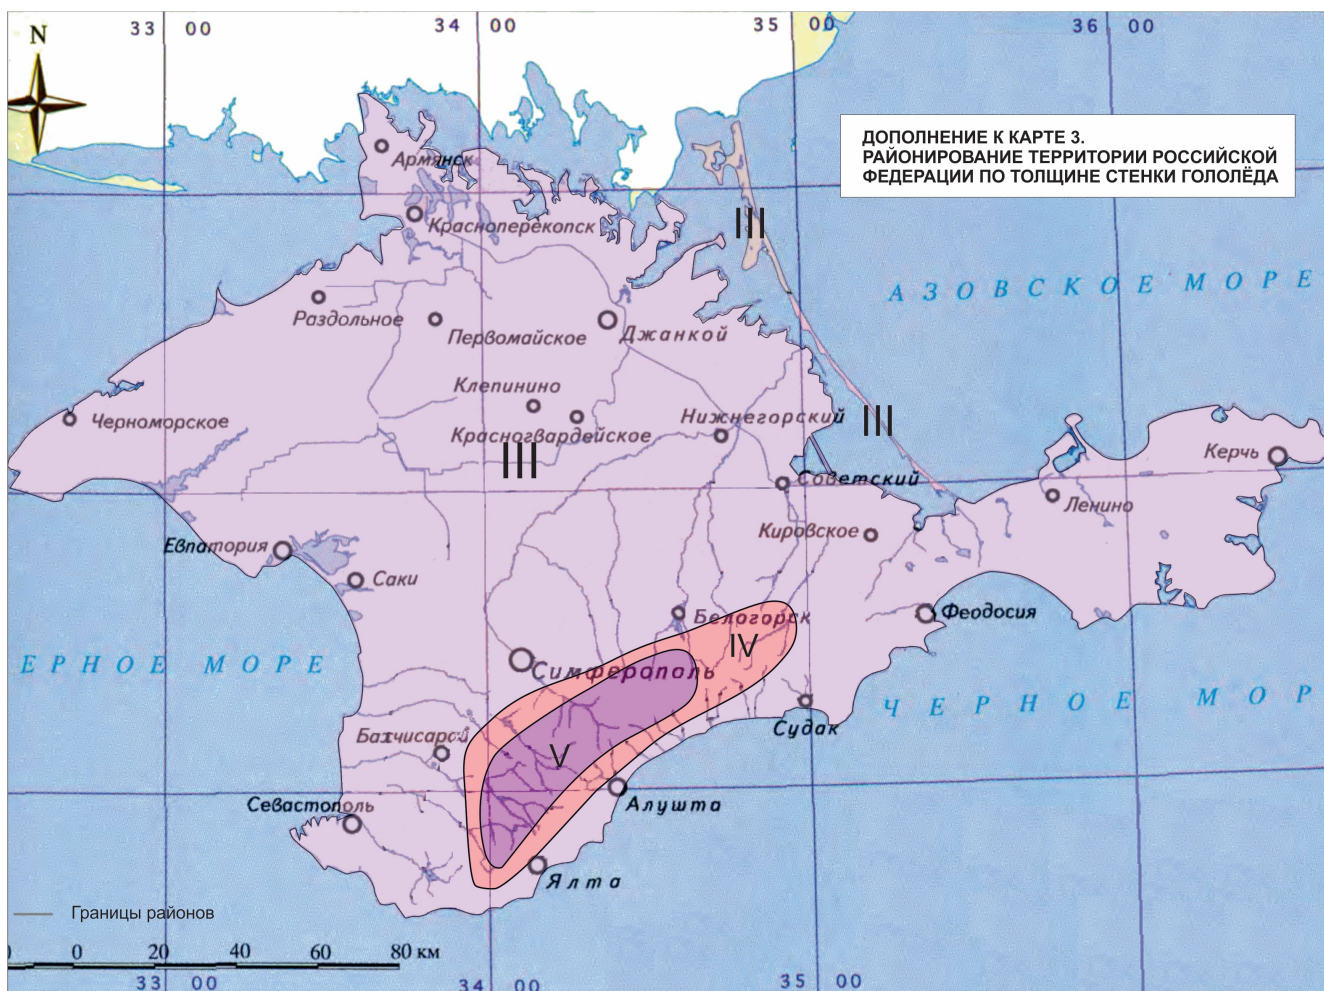 33 00
34 00
35 00
36 00
N
ДОПОЛНЕНИЕ К КАРТЕ 3.
РАЙОНИРОВАНИЕ ТЕРРИТОРИИ РОССИЙСКОЙ
ФЕДЕРАЦИИ ПО ТОЛЩИНЕ СТЕНКИ ГОЛОЛЁДА
Армянск
Красноперекопск
III
АЗОВСКОЕ МОРЕ
Раздольное
Первомайское
Джанкой
Клепинино
Черноморское
Красногвардейское
Нижнегорский
III
III
Керчь
Советский
Ленино
Евпатория
Кировское
Саки
Белогорск
Феодосия
IV
ЕРНОЕ МОРЕ
Симферополь
ЧЕРНОЕ МОР
Бахчисарай
Судак
V
Севастополь
Алушта
Ялта
Границы районов
0 20 40 60 80 км
33 00
34 00
35 00